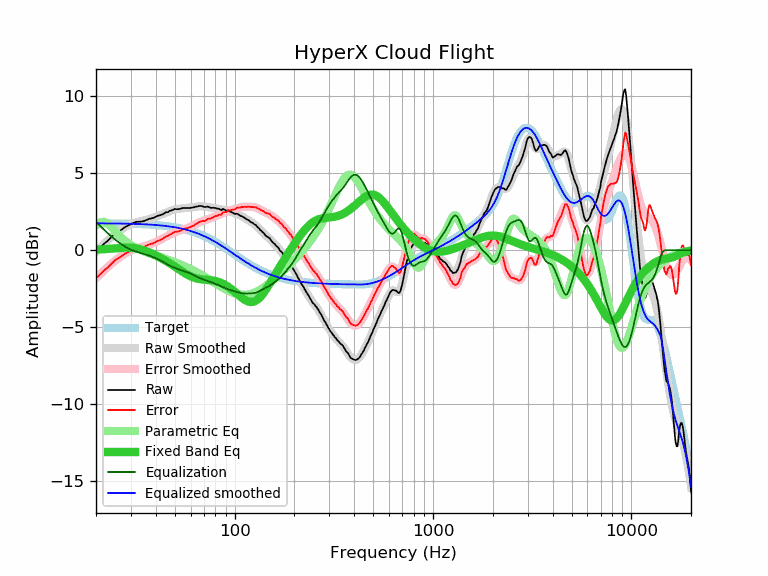 HyperX Cloud Flight
10
5
0
−5
−10
−15
Amplitude (dBr)
Target
Raw Smoothed
Error Smoothed
Raw
Error
Parametric Eq
Fixed Band Eq
Equalization
Equalized smoothed
100 1000 10000
Frequency (Hz)